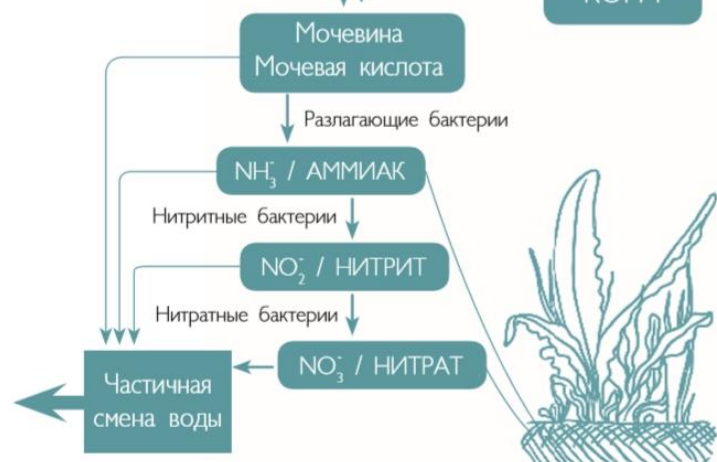 Мочевина
Мочевая кислота
Разлагающие бактерии
NH₃⁻ / АММИАК
Нитритные бактерии
NO₂⁻ / НИТРИТ
Нитратные бактерии
NO₃⁻ / НИТРАТ
Частичная
смена воды